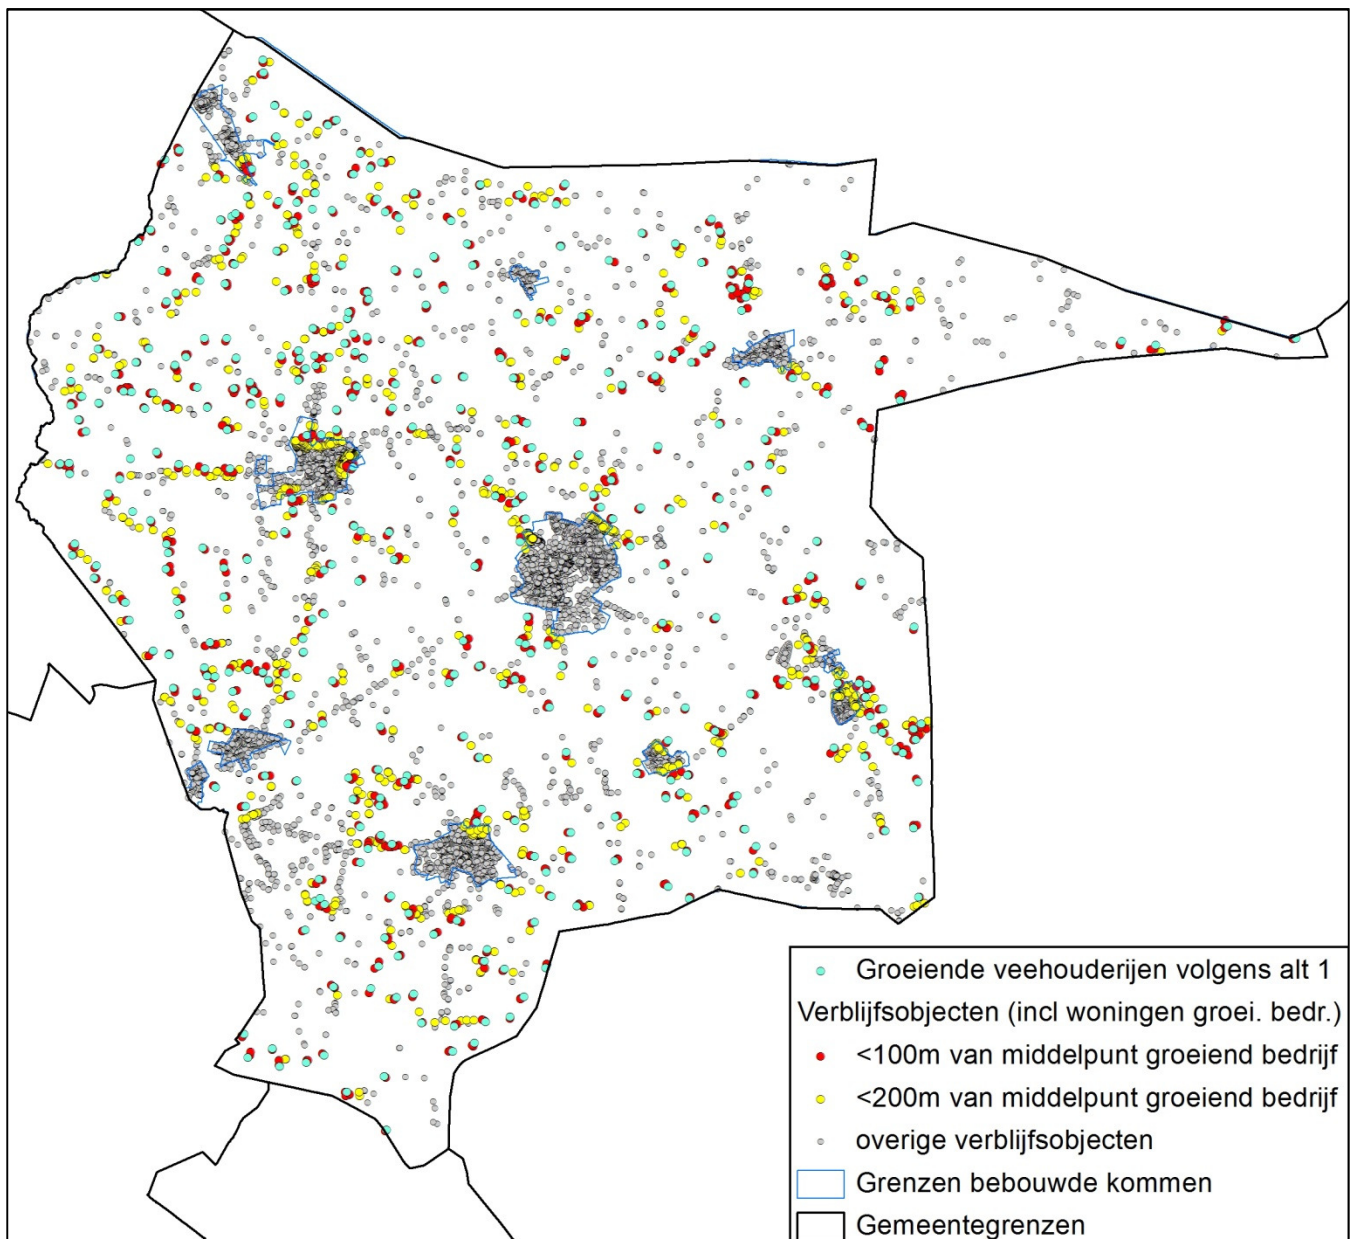 Groeiende veehouderijen volgens alt 1
Verblijfsobjecten (incl woningen groei. bedr.)
<100m van middelpunt groeiend bedrijf
<200m van middelpunt groeiend bedrijf
overige verblijfsobjecten
Grenzen bebouwde kommen
Gemeentegrenzen